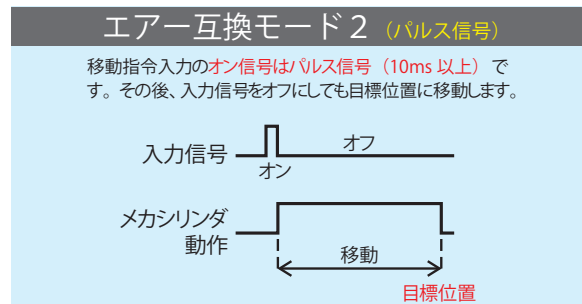 エアー互換モード2（パルス信号）
移動指令入力のオン信号はパルス信号（10ms 以上）で
す。その後、入力信号をオフにしても目標位置に移動します。
入力信号
オフ
オン
メカシリンダ
動作
移動
目標位置